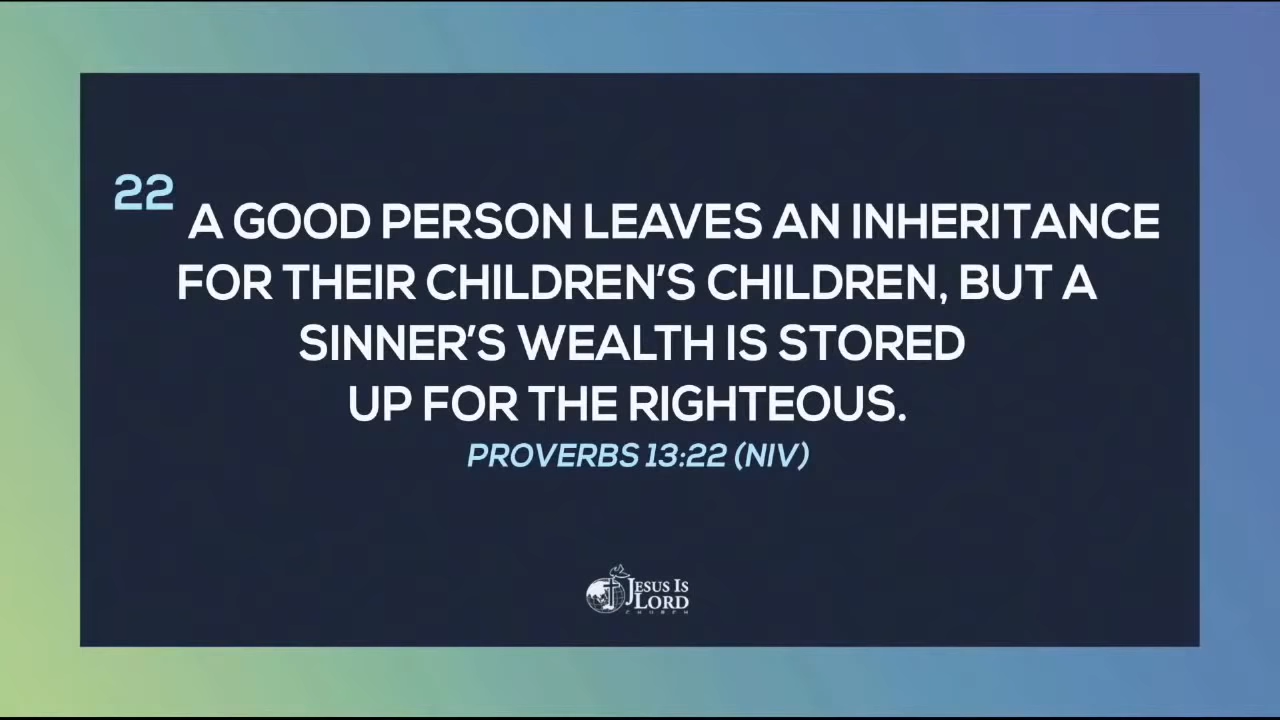 22 A GOOD PERSON LEAVES AN INHERITANCE
FOR THEIR CHILDREN'S CHILDREN, BUT A
SINNER'S WEALTH IS STORED
UP FOR THE RIGHTEOUS.
PROVERBS 13:22 (NIV)
JESUS IS
LORD
CHURCH